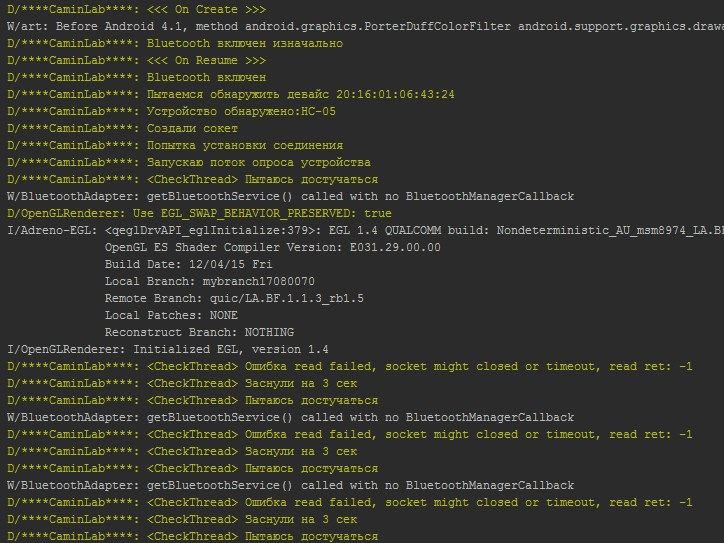 D/****CaminLab****: <<< On Create >>>
W/art: Before Android 4.1, method android.graphics.PorterDuffColorFilter android.support.graphics.drawa
D/****CaminLab****: Bluetooth включен изначально
D/****CaminLab****: <<< On Resume >>>
D/****CaminLab****: Bluetooth включен
D/****CaminLab****: Пытаемся обнаружить девайс 20:16:01:06:43:24
D/****CaminLab****: Устройство обнаружено:HC-05
D/****CaminLab****: Создали сокет
D/****CaminLab****: Попытка установки соединения
D/****CaminLab****: Запускаю поток опроса устройства
D/****CaminLab****: <CheckThread> Пытаюсь достучаться
W/BluetoothAdapter: getBluetoothService() called with no BluetoothManagerCallback
D/OpenGLRenderer: Use EGL_SWAP_BEHAVIOR_PRESERVED: true
I/Adreno-EGL: <qeglDrvAPI_eglInitialize:379>: EGL 1.4 QUALCOMM build: Nondeterministic_AU_msm8974_LA.BF
OpenGL ES Shader Compiler Version: E031.29.00.00
Build Date: 12/04/15 Fri
Local Branch: mybranch17080070
Remote Branch: quic/LA.BF.1.1.3_rb1.5
Local Patches: NONE
Reconstruct Branch: NOTHING
I/OpenGLRenderer: Initialized EGL, version 1.4
D/****CaminLab****: <CheckThread> Ошибка read failed, socket might closed or timeout, read ret: -1
D/****CaminLab****: <CheckThread> Заснули на 3 сек
D/****CaminLab****: <CheckThread> Пытаюсь достучаться
W/BluetoothAdapter: getBluetoothService() called with no BluetoothManagerCallback
D/****CaminLab****: <CheckThread> Ошибка read failed, socket might closed or timeout, read ret: -1
D/****CaminLab****: <CheckThread> Заснули на 3 сек
D/****CaminLab****: <CheckThread> Пытаюсь достучаться
W/BluetoothAdapter: getBluetoothService() called with no BluetoothManagerCallback
D/****CaminLab****: <CheckThread> Ошибка read failed, socket might closed or timeout, read ret: -1
D/****CaminLab****: <CheckThread> Заснули на 3 сек
D/****CaminLab****: <CheckThread> Пытаюсь достучаться